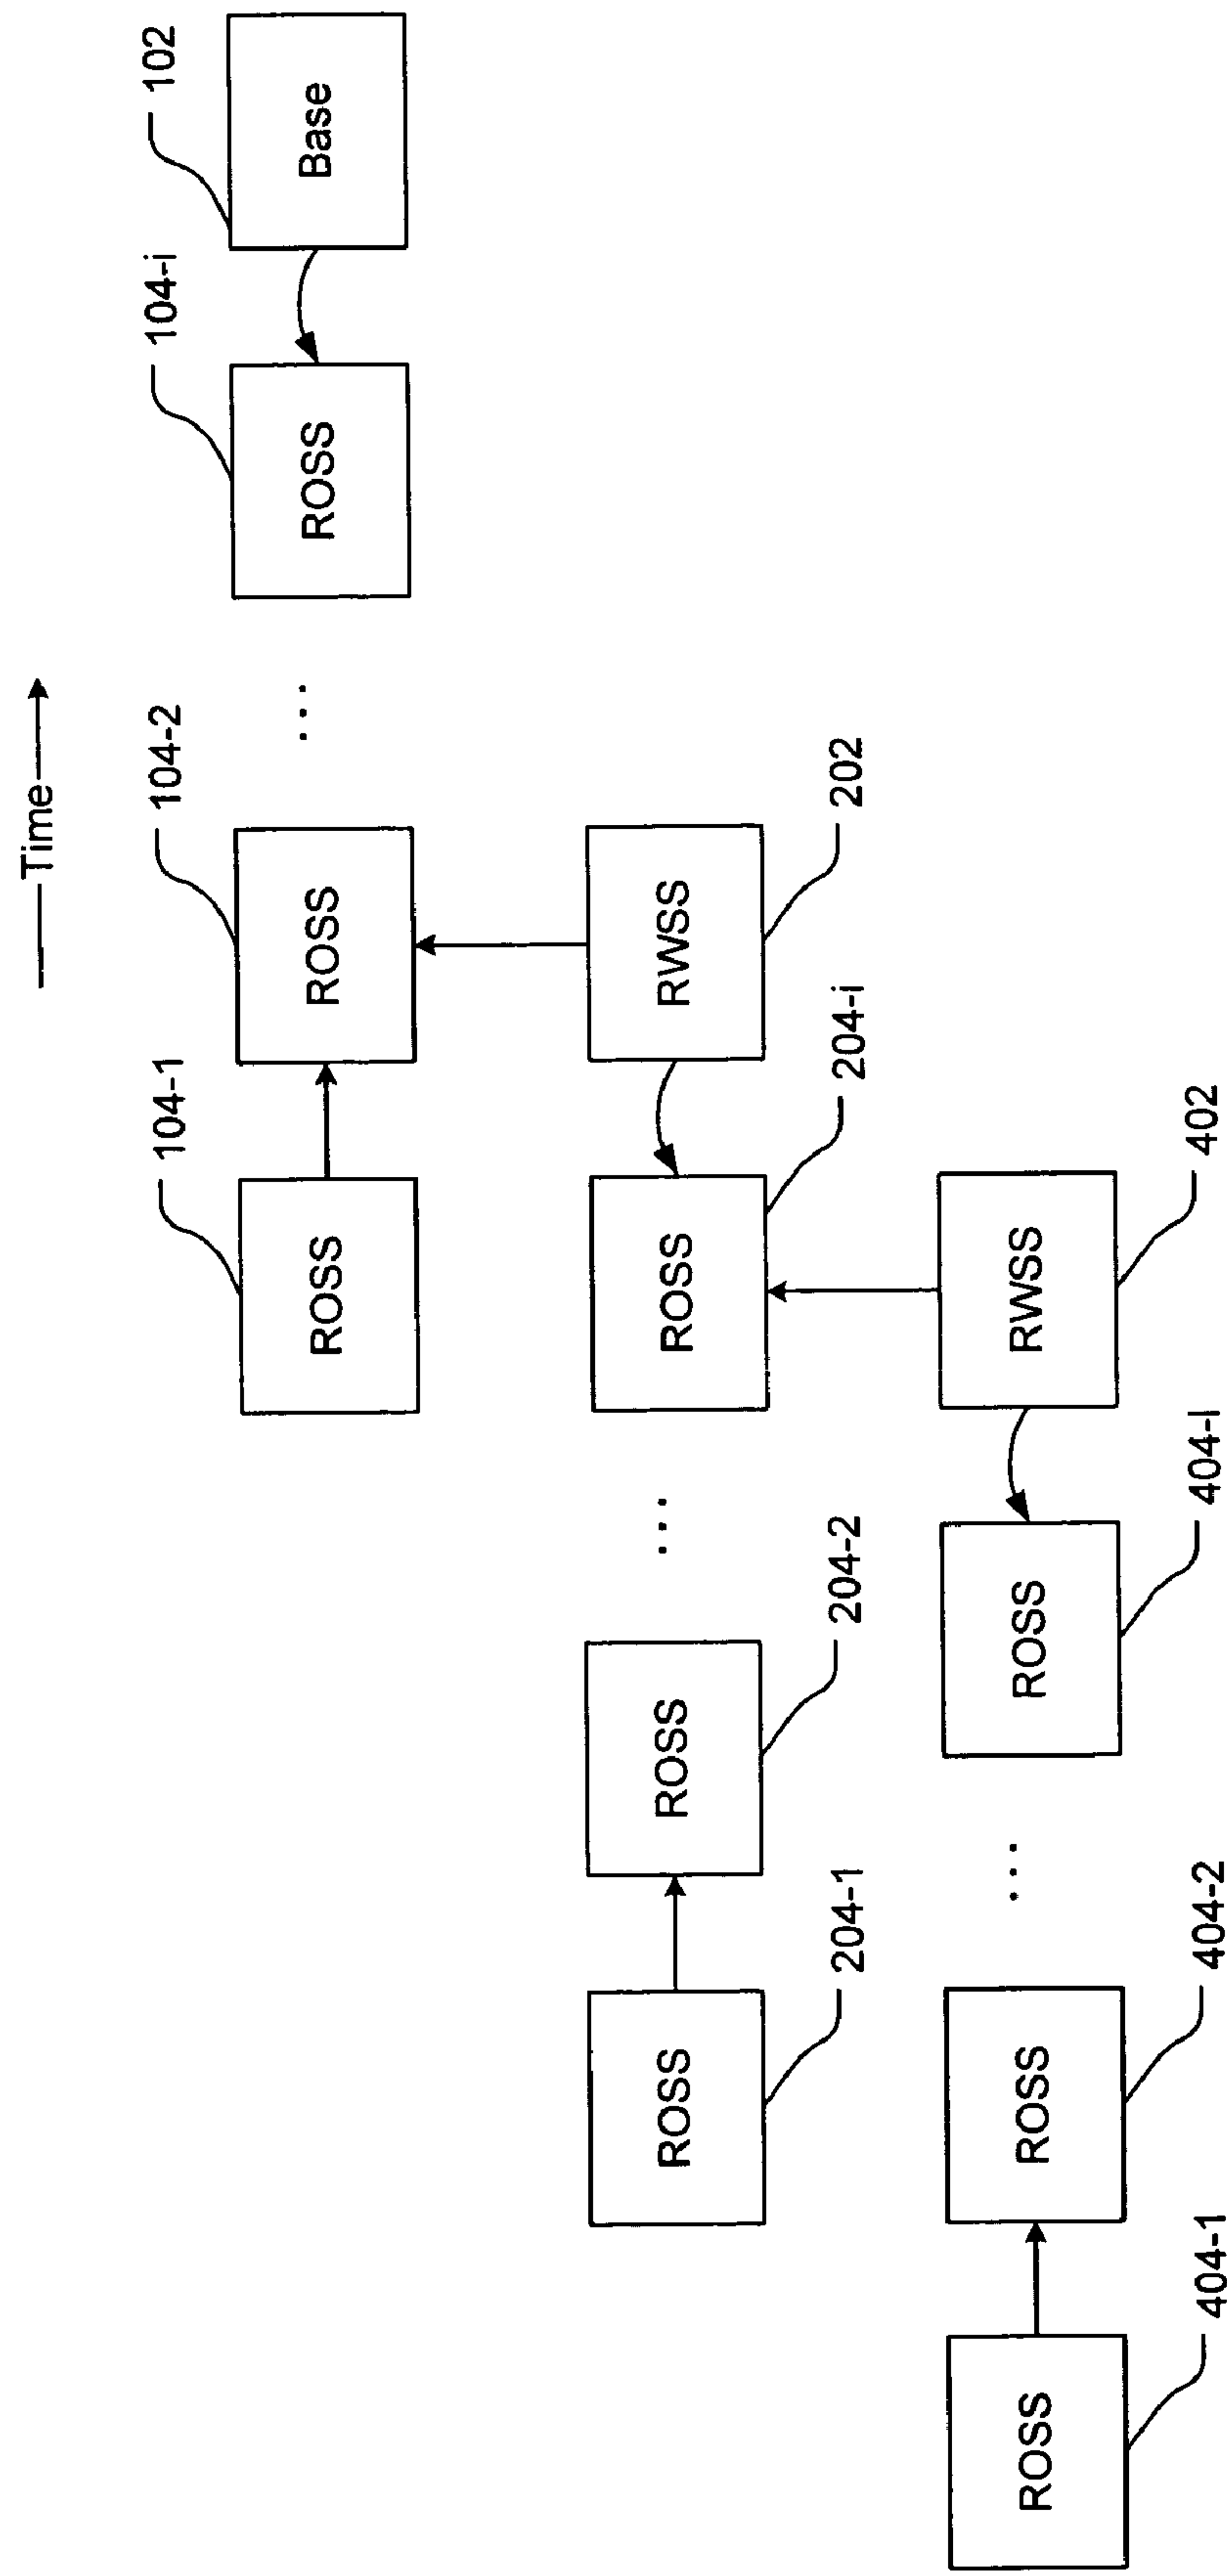 Time
104-1
104-2
104-i
102
ROSS
ROSS
...
ROSS
Base
ROSS
ROSS
...
ROSS
RWSS
204-1
204-2
204-i
202
ROSS
ROSS
...
ROSS
RWSS
404-1
404-2
404-I
402